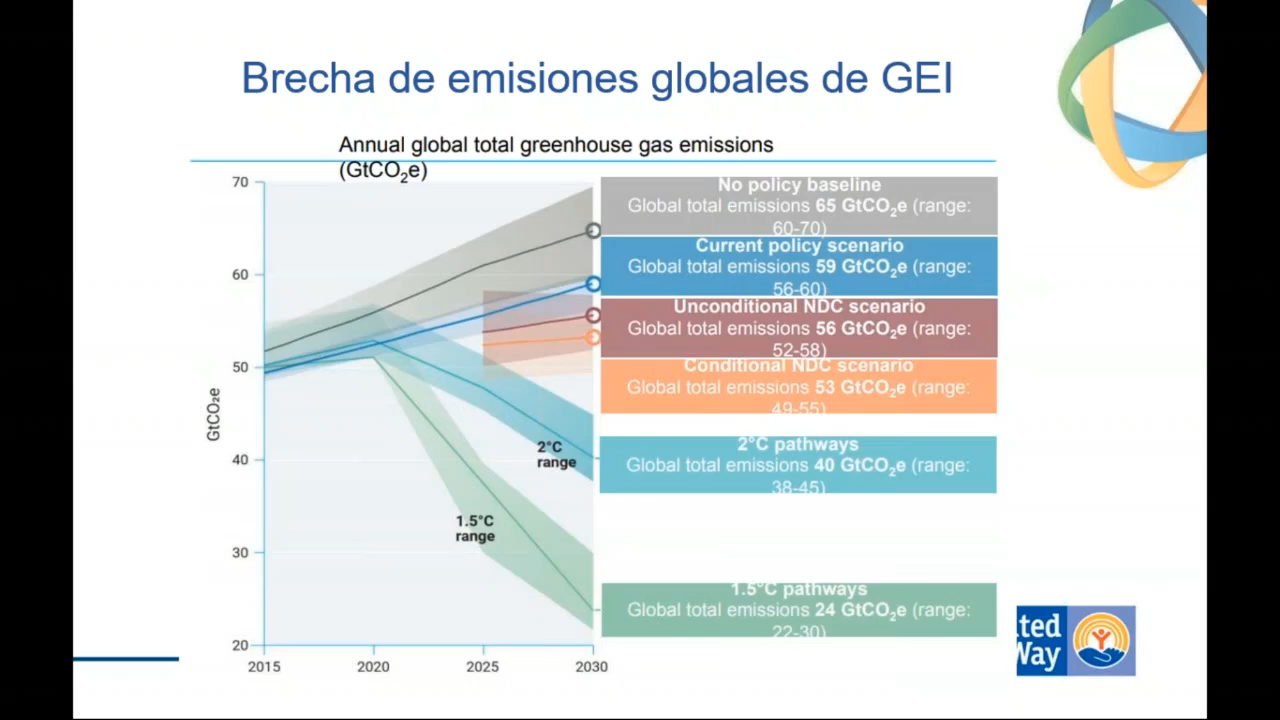 Brecha de emisiones globales de GEI
Annual global total greenhouse gas emissions
(GtCO₂e)
70
60
50
40
30
20
GtCO₂e
2015
2020
2025
2030
2°C
range
1.5°C
range
No policy baseline
Global total emissions 65 GtCO₂e (range:
60-70)
Current policy scenario
Global total emissions 59 GtCO₂e (range:
56-60)
Unconditional NDC scenario
Global total emissions 56 GtCO₂e (range:
52-58)
Conditional NDC scenario
Global total emissions 53 GtCO₂e (range:
49-55)
2°C pathways
Global total emissions 40 GtCO₂e (range:
38-45)
1.5°C pathways
Global total emissions 24 GtCO₂e (range:
22-30)
ted
Way